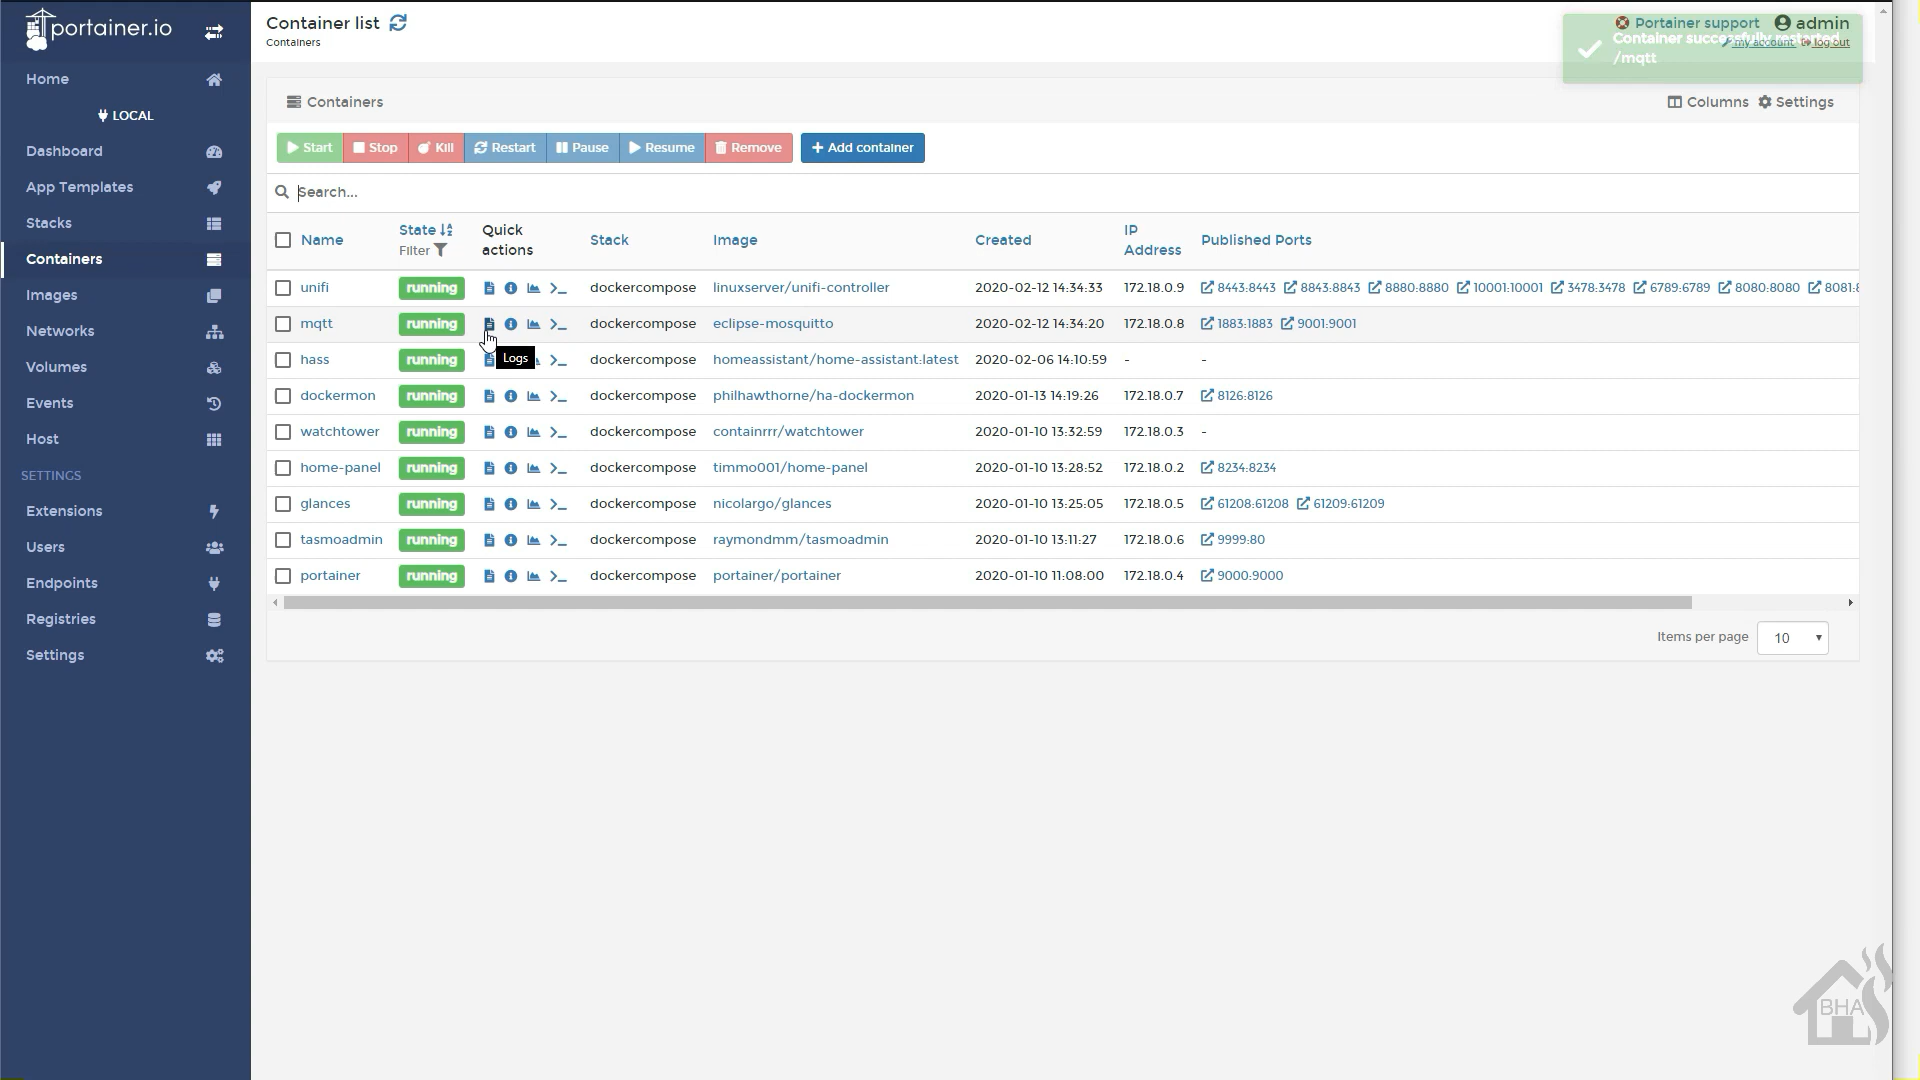 portainer.io
Home
LOCAL
Dashboard
App Templates
Stacks
Containers
Images
Networks
Volumes
Events
Host
SETTINGS
Extensions
Users
Endpoints
Registries
Settings
Container list
Containers
Portainer support admin
my account log out
Container successfully restarted
/mqtt
Containers
Columns Settings
Start Stop Kill Restart Pause Resume Remove Add container
Search...
Name State Filter Quick actions Stack Image Created IP Address Published Ports
unifi running dockercompose linuxserver/unifi-controller 2020-02-12 14:34:33 172.18.0.9 8443:8443 8843:8843 8880:8880 10001:10001 3478:3478 6789:6789 8080:8080 8081:8
mqtt running dockercompose eclipse-mosquitto 2020-02-12 14:34:20 172.18.0.8 1883:1883 9001:9001
Logs
hass running dockercompose homeassistant/home-assistant:latest 2020-02-06 14:10:59 - -
dockermon running dockercompose philhawthorne/ha-dockermon 2020-01-13 14:19:26 172.18.0.7 8126:8126
watchtower running dockercompose containrrr/watchtower 2020-01-10 13:32:59 172.18.0.3 -
home-panel running dockercompose timmo001/home-panel 2020-01-10 13:28:52 172.18.0.2 8234:8234
glances running dockercompose nicolargo/glances 2020-01-10 13:25:05 172.18.0.5 61208:61208 61209:61209
tasmoadmin running dockercompose raymondmm/tasmoadmin 2020-01-10 13:11:27 172.18.0.6 9999:80
portainer running dockercompose portainer/portainer 2020-01-10 11:08:00 172.18.0.4 9000:9000
Items per page 10
BHA